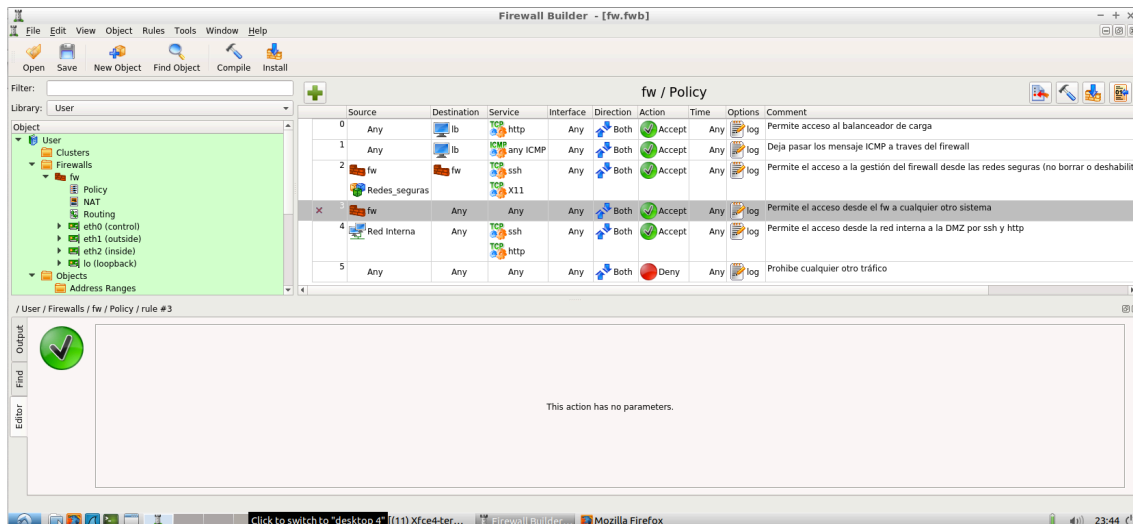 Firewall Builder - [fw.fwb]
File Edit View Object Rules Tools Window Help
Open Save New Object Find Object Compile Install
Filter:
fw / Policy
Library: User
Object
User
Clusters
Firewalls
fw
Policy
NAT
Routing
eth0 (control)
eth1 (outside)
eth2 (inside)
lo (loopback)
Objects
Address Ranges
Source Destination Service Interface Direction Action Time Options Comment
0 Any lb TCP http Any Both Accept Any log Permite acceso al balanceador de carga
1 Any lb ICMP any ICMP Any Both Accept Any log Deja pasar los mensaje ICMP a traves del firewall
2 fw fw TCP ssh Any Both Accept Any log Permite el acceso a la gestión del firewall desde las redes seguras (no borrar o deshabilit
Redes_seguras TCP X11
3 fw Any Any Any Both Accept Any log Permite el acceso desde el fw a cualquier otro sistema
4 Red Interna Any TCP ssh Any Both Accept Any log Permite el acceso desde la red interna a la DMZ por ssh y http
TCP http
5 Any Any Any Any Both Deny Any log Prohibe cualquier otro tráfico
/ User / Firewalls / fw / Policy / rule #3
Output
Find
Editor
This action has no parameters.
Click to switch to "desktop 4" [(11) Xfce4-ter... Firewall Builder... Mozilla Firefox 23:44